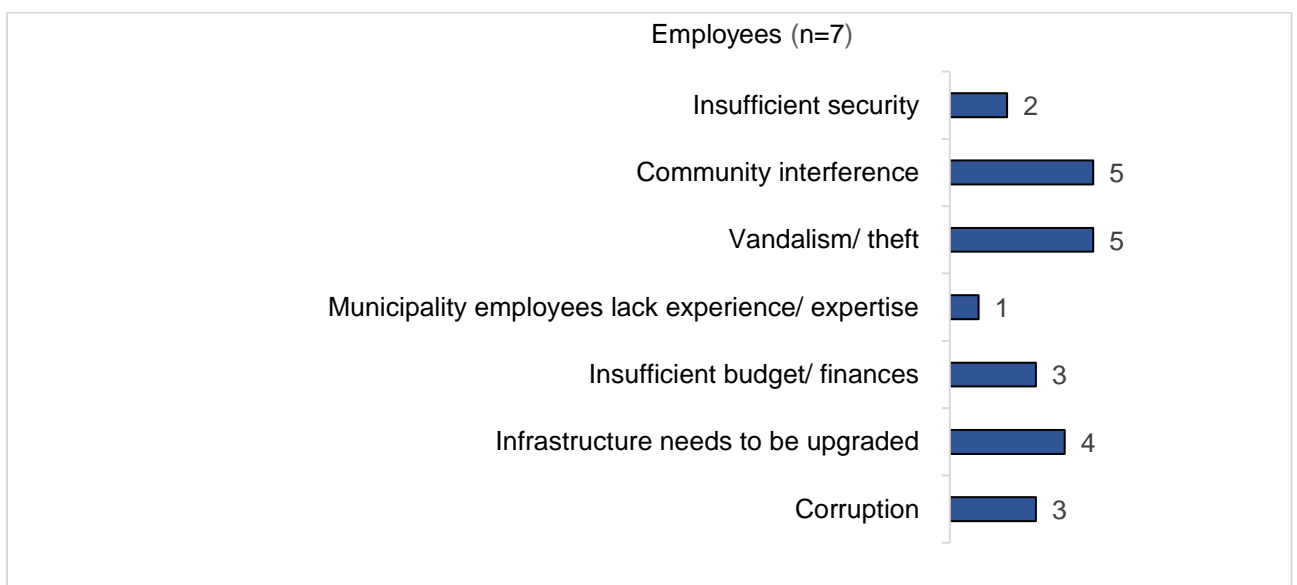 Employees (n=7)
Insufficient security 2
Community interference 5
Vandalism/ theft 5
Municipality employees lack experience/ expertise 1
Insufficient budget/ finances 3
Infrastructure needs to be upgraded 4
Corruption 3